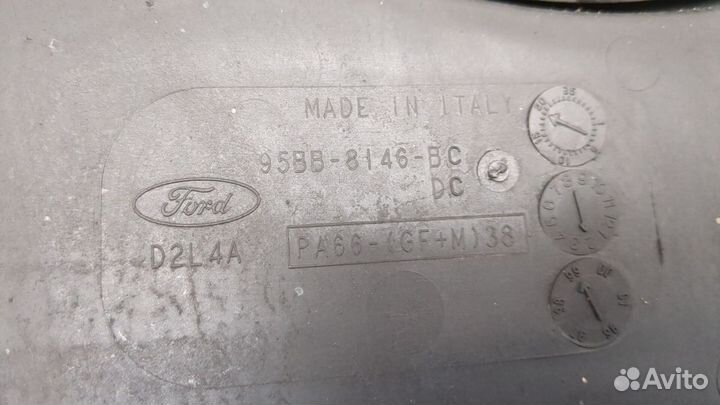 MADE IN ITALY
95BB-8146-BC
DC
Ford
D2L4A
PA66-(GF+M)38
Avito